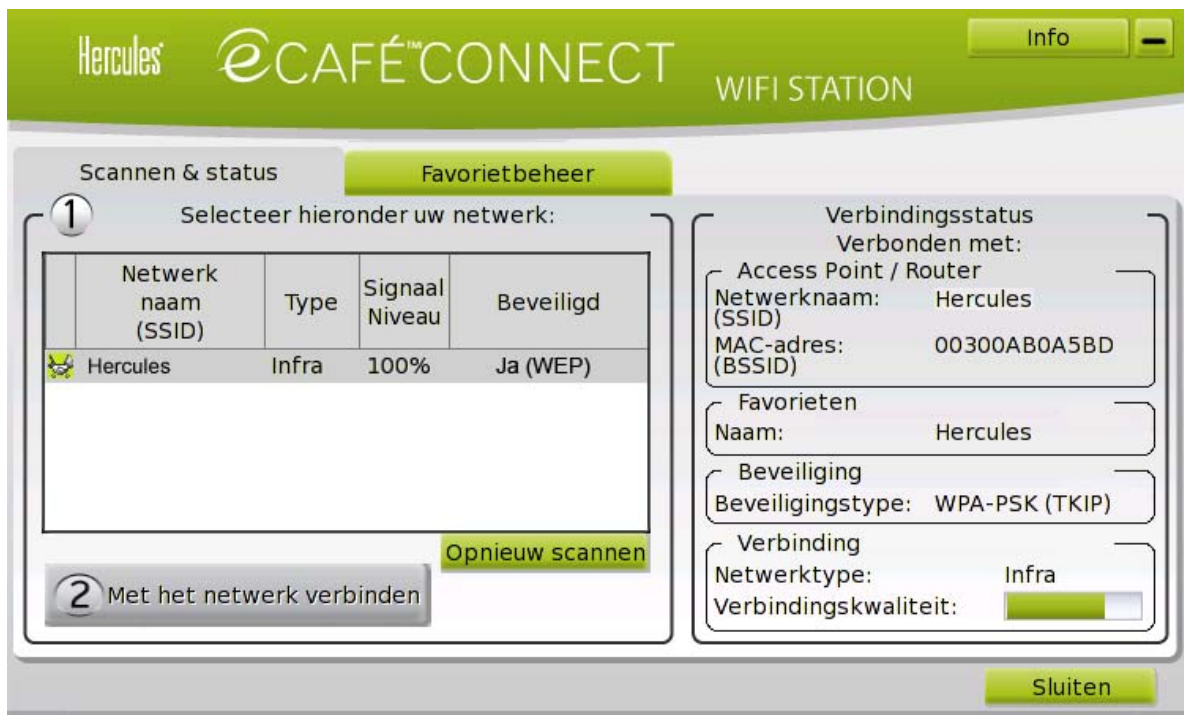 Hercules eCAFÉ™CONNECT WIFI STATION
Info
Scannen & status
Favorietbeheer
1 Selecteer hieronder uw netwerk:
Netwerk naam (SSID) Type Signaal Niveau Beveiligd
Hercules Infra 100% Ja (WEP)
Opnieuw scannen
2 Met het netwerk verbinden
Verbindingsstatus
Verbonden met:
Access Point / Router
Netwerknaam: Hercules
(SSID)
MAC-adres: 00300AB0A5BD
(BSSID)
Favorieten
Naam: Hercules
Beveiliging
Beveiligingstype: WPA-PSK (TKIP)
Verbinding
Netwerktype: Infra
Verbindingskwaliteit:
Sluiten